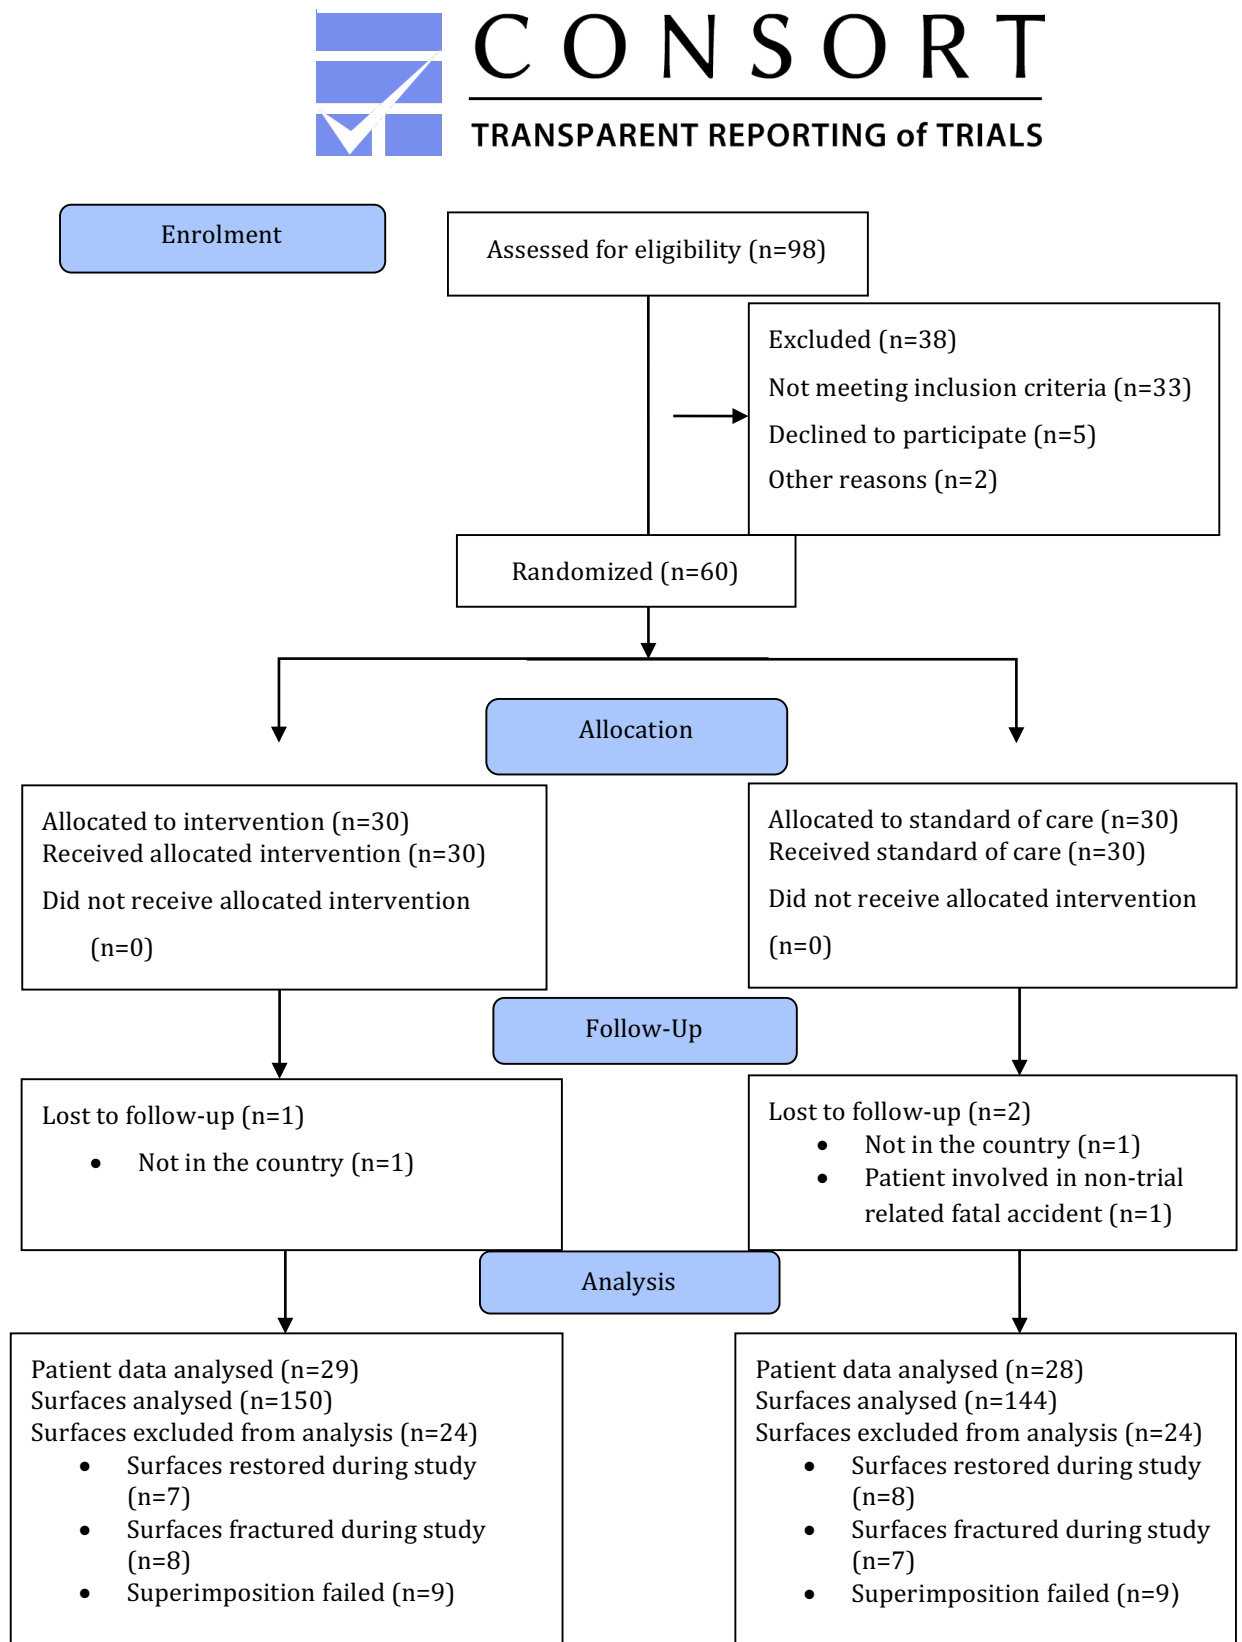 CONSORT
TRANSPARENT REPORTING of TRIALS
Enrolment
Assessed for eligibility (n=98)
Excluded (n=38)
Not meeting inclusion criteria (n=33)
Declined to participate (n=5)
Other reasons (n=2)
Randomized (n=60)
Allocation
Allocated to intervention (n=30)
Received allocated intervention (n=30)
Did not receive allocated intervention
(n=0)
Allocated to standard of care (n=30)
Received standard of care (n=30)
Did not receive allocated intervention
(n=0)
Follow-Up
Lost to follow-up (n=1)
• Not in the country (n=1)
Lost to follow-up (n=2)
• Not in the country (n=1)
• Patient involved in non-trial
related fatal accident (n=1)
Analysis
Patient data analysed (n=29)
Surfaces analysed (n=150)
Surfaces excluded from analysis (n=24)
• Surfaces restored during study
(n=7)
• Surfaces fractured during study
(n=8)
• Superimposition failed (n=9)
Patient data analysed (n=28)
Surfaces analysed (n=144)
Surfaces excluded from analysis (n=24)
• Surfaces restored during study
(n=8)
• Surfaces fractured during study
(n=7)
• Superimposition failed (n=9)